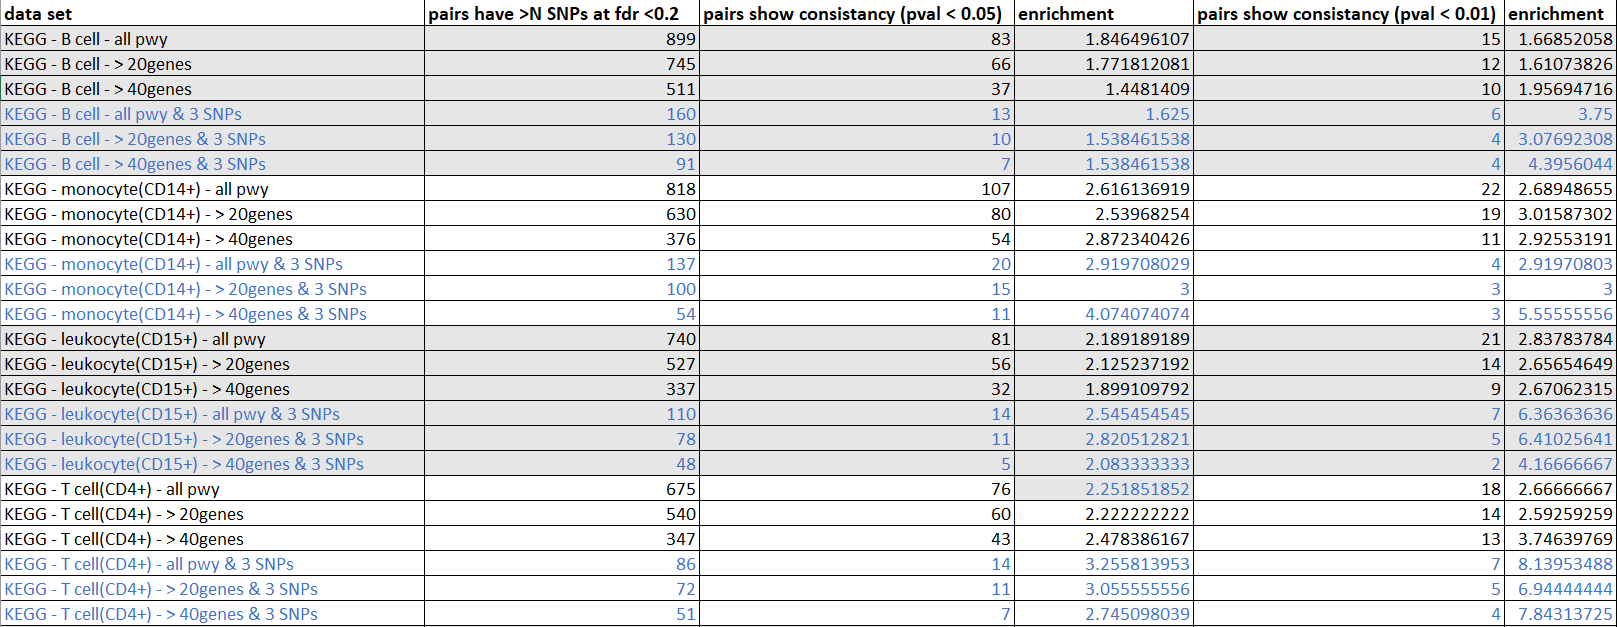 data set pairs have >N SNPs at fdr <0.2 pairs show consistancy (pval < 0.05) enrichment pairs show consistancy (pval < 0.01) enrichment
KEGG - B cell - all pwy 899 83 1.846496107 15 1.66852058
KEGG - B cell - > 20genes 745 66 1.771812081 12 1.61073826
KEGG - B cell - > 40genes 511 37 1.4481409 10 1.95694716
KEGG - B cell - all pwy & 3 SNPs 160 13 1.625 6 3.75
KEGG - B cell - > 20genes & 3 SNPs 130 10 1.538461538 4 3.07692308
KEGG - B cell - > 40genes & 3 SNPs 91 7 1.538461538 4 4.3956044
KEGG - monocyte(CD14+) - all pwy 818 107 2.616136919 22 2.68948655
KEGG - monocyte(CD14+) - > 20genes 630 80 2.53968254 19 3.01587302
KEGG - monocyte(CD14+) - > 40genes 376 54 2.872340426 11 2.92553191
KEGG - monocyte(CD14+) - all pwy & 3 SNPs 137 20 2.919708029 4 2.91970803
KEGG - monocyte(CD14+) - > 20genes & 3 SNPs 100 15 3 3 3
KEGG - monocyte(CD14+) - > 40genes & 3 SNPs 54 11 4.074074074 3 5.55555556
KEGG - leukocyte(CD15+) - all pwy 740 81 2.189189189 21 2.83783784
KEGG - leukocyte(CD15+) - > 20genes 527 56 2.125237192 14 2.65654649
KEGG - leukocyte(CD15+) - > 40genes 337 32 1.899109792 9 2.67062315
KEGG - leukocyte(CD15+) - all pwy & 3 SNPs 110 14 2.545454545 7 6.36363636
KEGG - leukocyte(CD15+) - > 20genes & 3 SNPs 78 11 2.820512821 5 6.41025641
KEGG - leukocyte(CD15+) - > 40genes & 3 SNPs 48 5 2.083333333 2 4.16666667
KEGG - T cell(CD4+) - all pwy 675 76 2.251851852 18 2.66666667
KEGG - T cell(CD4+) - > 20genes 540 60 2.222222222 14 2.59259259
KEGG - T cell(CD4+) - > 40genes 347 43 2.478386167 13 3.74639769
KEGG - T cell(CD4+) - all pwy & 3 SNPs 86 14 3.255813953 7 8.13953488
KEGG - T cell(CD4+) - > 20genes & 3 SNPs 72 11 3.055555556 5 6.94444444
KEGG - T cell(CD4+) - > 40genes & 3 SNPs 51 7 2.745098039 4 7.84313725